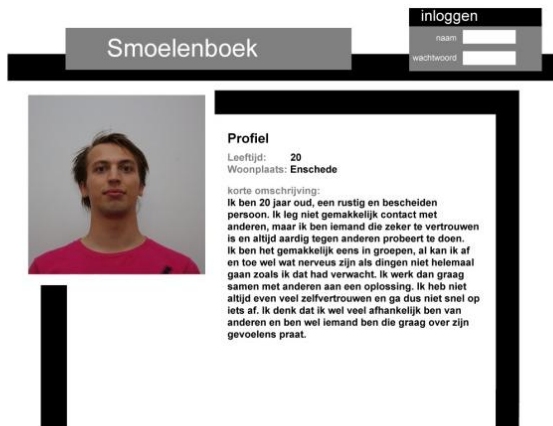 inloggen
naam
wachtwoord
Smoelenboek
Profiel
Leeftijd: 20
Woonplaats: Enschede
korte omschrijving:
Ik ben 20 jaar oud, een rustig en bescheiden
persoon. Ik leg niet gemakkelijk contact met
anderen, maar ik ben iemand die zeker te vertrouwen
is en altijd aardig tegen anderen probeert te doen.
Ik ben het gemakkelijk eens in groepen, al kan ik af
en toe wel wat nerveus zijn als dingen niet helemaal
gaan zoals ik dat had verwacht. Ik werk dan graag
samen met anderen aan een oplossing. Ik heb niet
altijd even veel zelfvertrouwen en ga dus niet snel op
iets af. Ik denk dat ik wel veel afhankelijk ben van
anderen en ben wel iemand ben die graag over zijn
gevoelens praat.